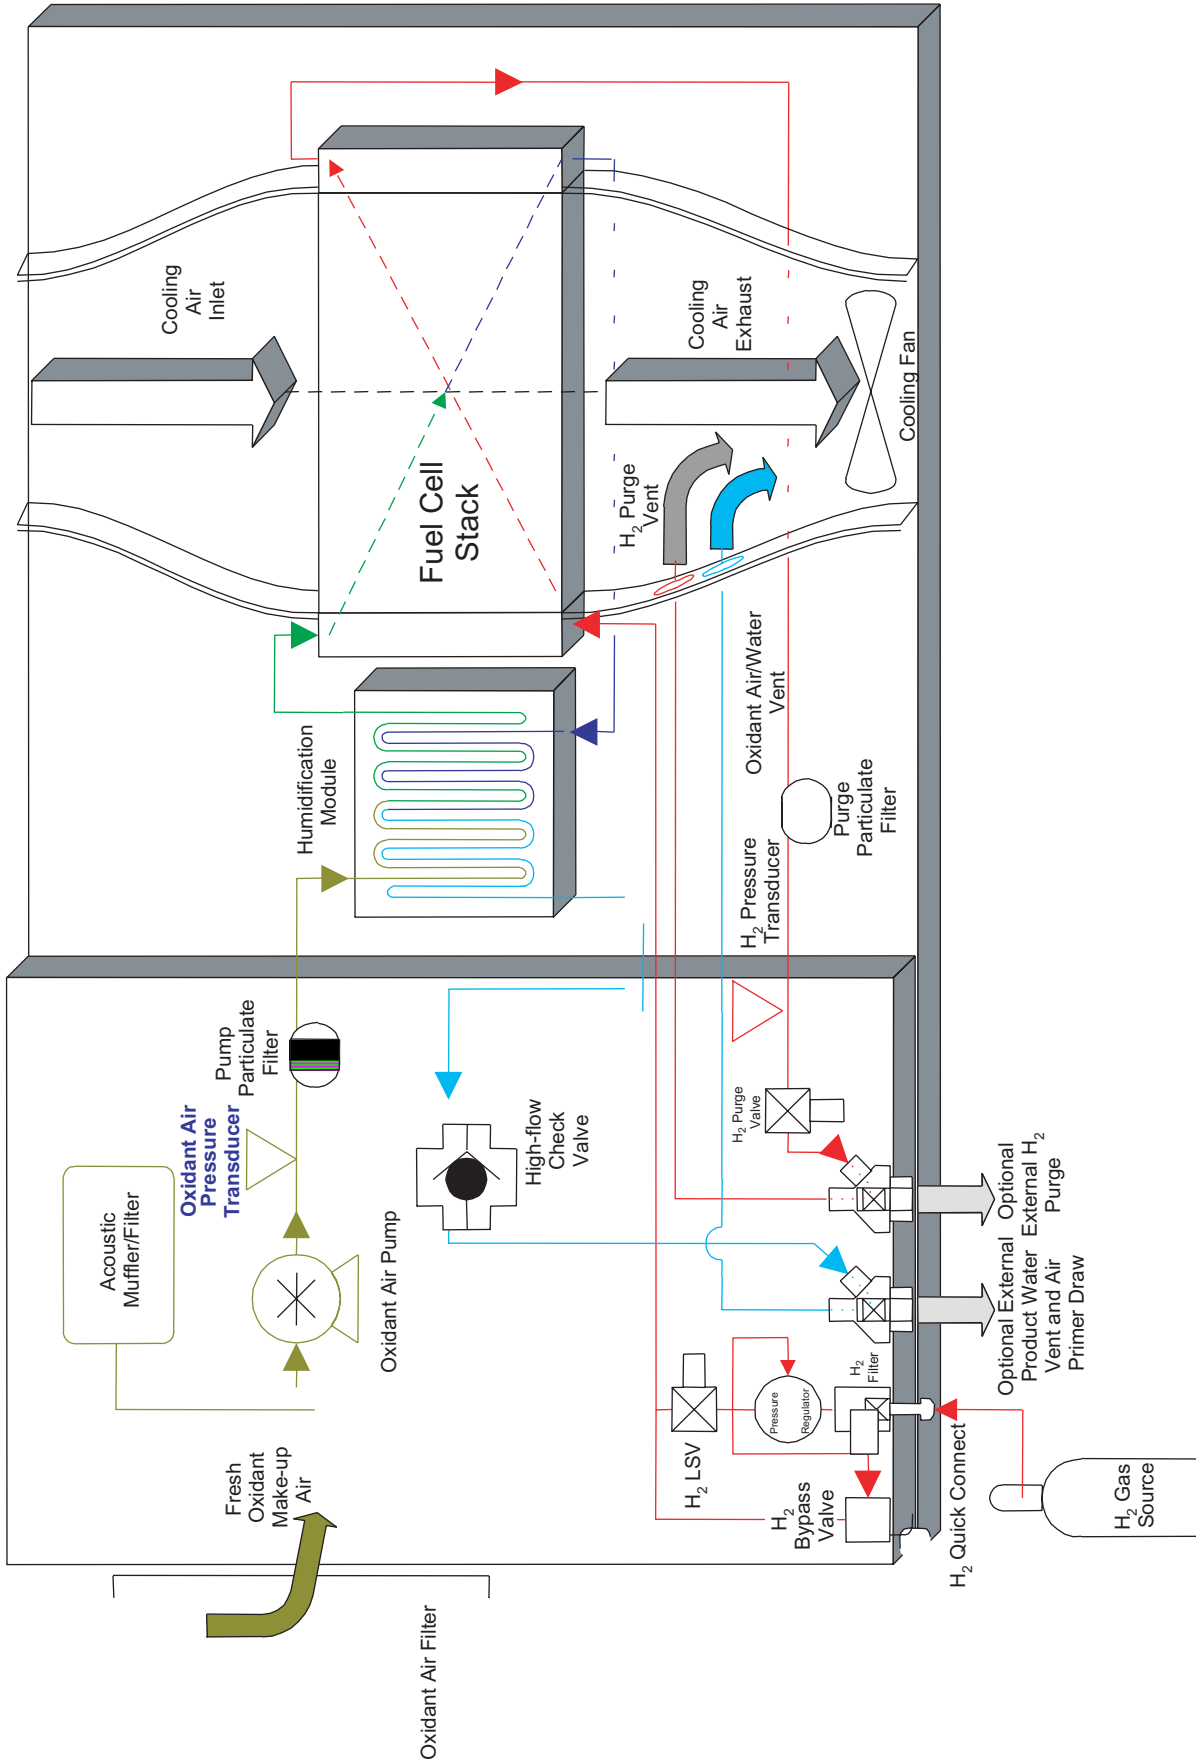 Oxidant Air Filter
Fresh
Oxidant
Make-up
Air
Acoustic
Muffler/Filter
Oxidant Air Pump
Oxidant Air
Pressure
Transducer
Pump
Particulate
Filter
High-flow
Check
Valve
Humidification
Module
Cooling
Air
Inlet
Fuel Cell
Stack
Cooling
Air
Exhaust
Cooling Fan
H₂ Purge
Vent
Oxidant Air/Water
Vent
Purge
Particulate
Filter
H₂ Pressure
Transducer
H₂ Purge
Valve
Optional
External H₂
Purge
Optional External
Product Water
Vent and Air
Primer Draw
H₂
Filter
Pressure
Regulator
H₂ LSV
H₂
Bypass
Valve
H₂ Quick Connect
H₂ Gas
Source